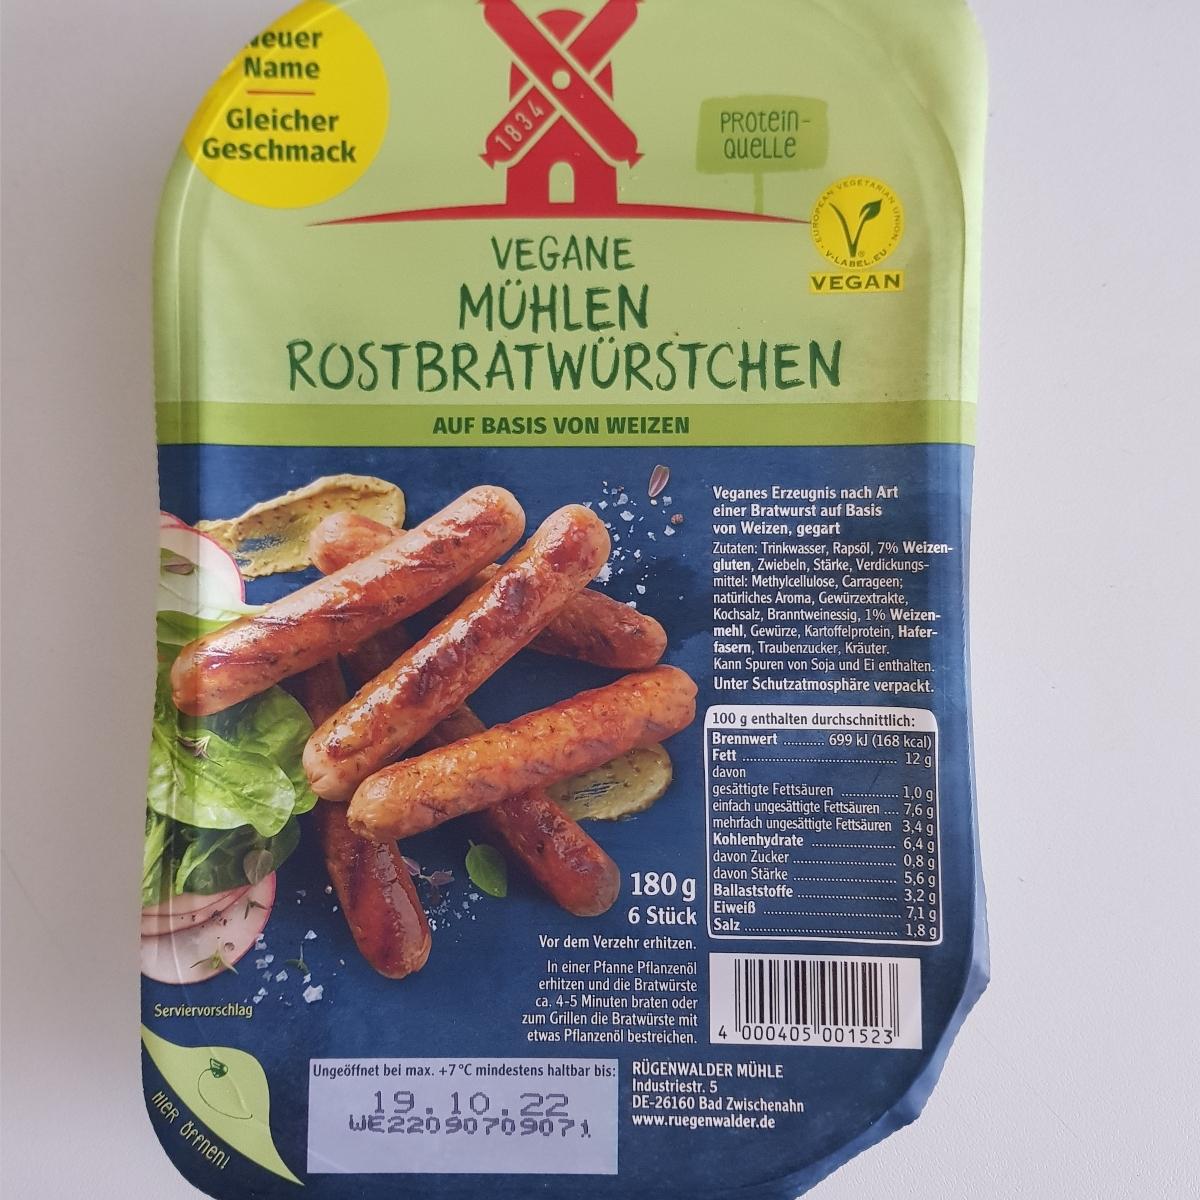 Neuer
Name
Gleicher
Geschmack
1834
PROTEIN-
QUELLE
EUROPEAN VEGETARIAN UNION
V-LABEL.EU
VEGAN
VEGANE
MÜHLEN
ROSTBRATWÜRSTCHEN
AUF BASIS VON WEIZEN
Veganes Erzeugnis nach Art
einer Bratwurst auf Basis
von Weizen, gegart
Zutaten: Trinkwasser, Rapsöl, 7% Weizen-
gluten, Zwiebeln, Stärke, Verdickungs-
mittel: Methylcellulose, Carrageen;
natürliches Aroma, Gewürzextrakte,
Kochsalz, Branntweinessig, 1% Weizen-
mehl, Gewürze, Kartoffelprotein, Hafer-
fasern, Traubenzucker, Kräuter.
Kann Spuren von Soja und Ei enthalten.
Unter Schutzatmosphäre verpackt.
100 g enthalten durchschnittlich:
Brennwert ........... 699 kJ (168 kcal)
Fett ........... 12 g
davon
gesättigte Fettsäuren ........... 1,0 g
einfach ungesättigte Fettsäuren .... 7,6 g
mehrfach ungesättigte Fettsäuren 3,4 g
Kohlenhydrate ........... 6,4 g
davon Zucker ........... 0,8 g
davon Stärke ........... 5,6 g
Ballaststoffe ........... 3,2 g
Eiweiß ........... 7,1 g
Salz ........... 1,8 g
180 g
6 Stück
Vor dem Verzehr erhitzen.
In einer Pfanne Pflanzenöl
erhitzen und die Bratwürste
ca. 4-5 Minuten braten oder
zum Grillen die Bratwürste mit
etwas Pflanzenöl bestreichen.
4 000405 001523
Serviervorschlag
HIER ÖFFNEN!
Ungeöffnet bei max. +7 °C mindestens haltbar bis:
19.10.22
WE22090709071
RÜGENWALDER MÜHLE
Industriestr. 5
DE-26160 Bad Zwischenahn
www.ruegenwalder.de